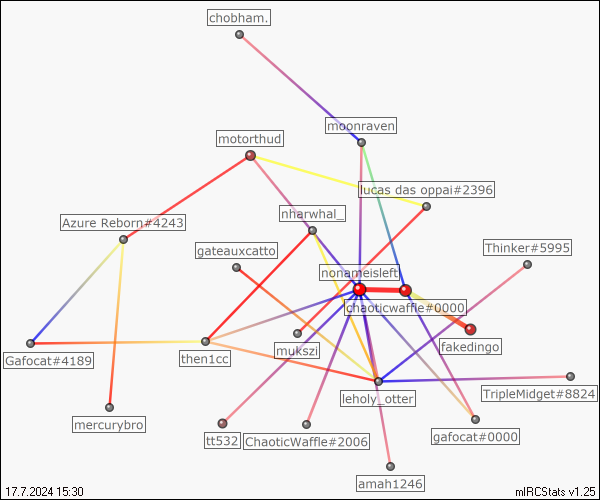 chobham.
moonraven
motorthud
lucas das oppai#2396
nharwhal_
Azure Reborn#4243
gateauxcatto
Thinker#5995
nonameisleft
chaoticwaffle#0000
fakedingo
mukszi
Gafocat#4189
then1cc
TripleMidget#8824
leholy_otter
mercurybro
tt532
ChaoticWaffle#2006
gafocat#0000
amah1246
17.7.2024 15:30
mIRCStats v1.25